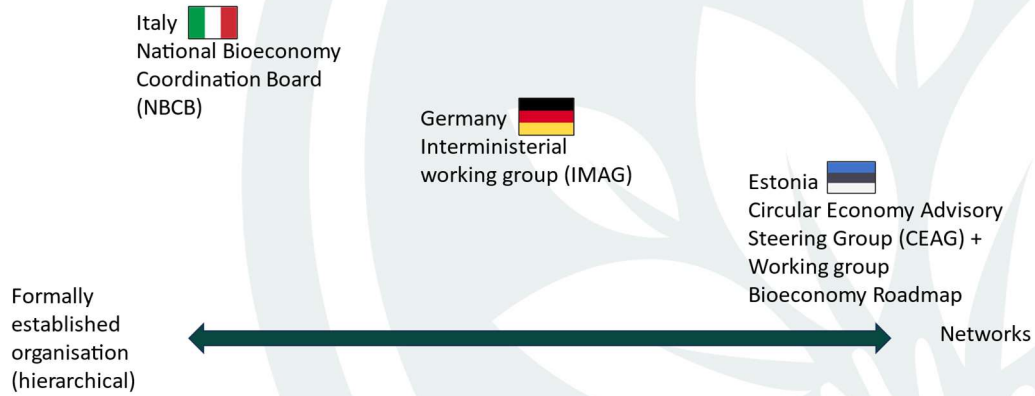 Italy
National Bioeconomy
Coordination Board
(NBCB)
Germany
Interministerial
working group (IMAG)
Estonia
Circular Economy Advisory
Steering Group (CEAG) +
Working group
Bioeconomy Roadmap
Formally
established
organisation
(hierarchical)
Networks